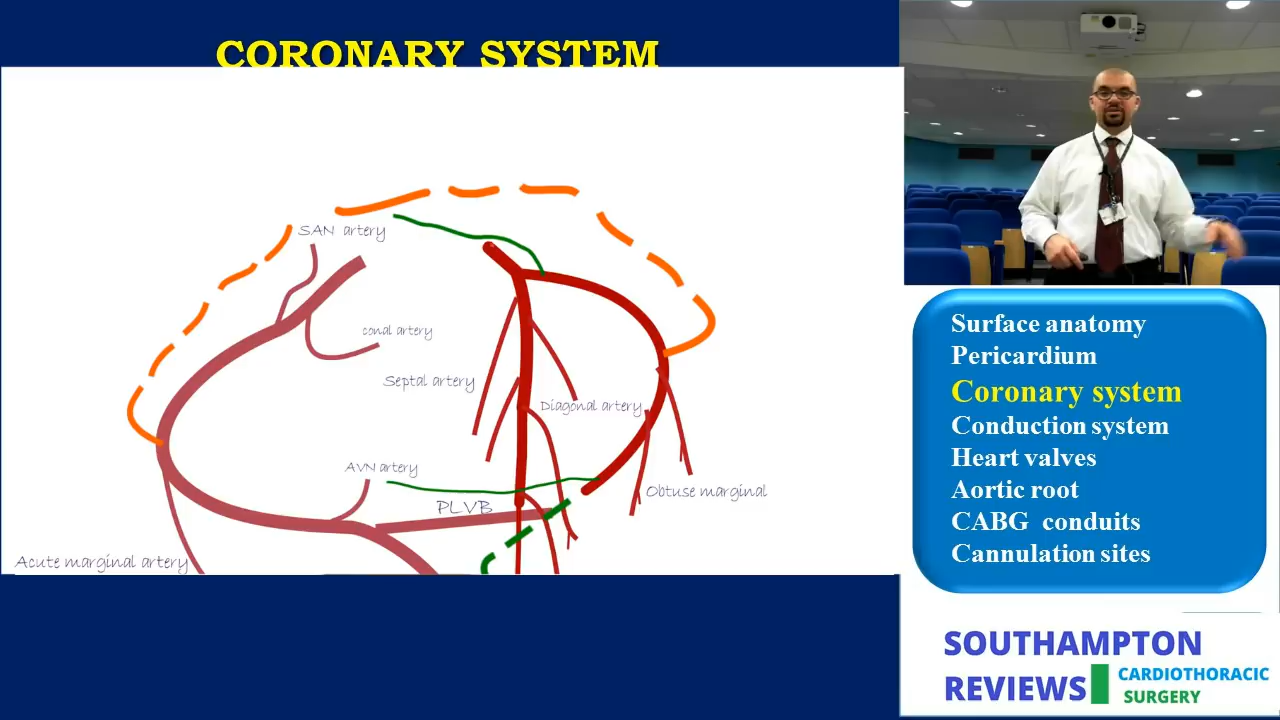 CORONARY SYSTEM
SAN artery
conal artery
Septal artery
Diagonal artery
AVN artery
PLVB
Obtuse marginal
Acute marginal artery
Surface anatomy
Pericardium
Coronary system
Conduction system
Heart valves
Aortic root
CABG conduits
Cannulation sites
SOUTHAMPTON
REVIEWS
CARDIOTHORACIC
SURGERY